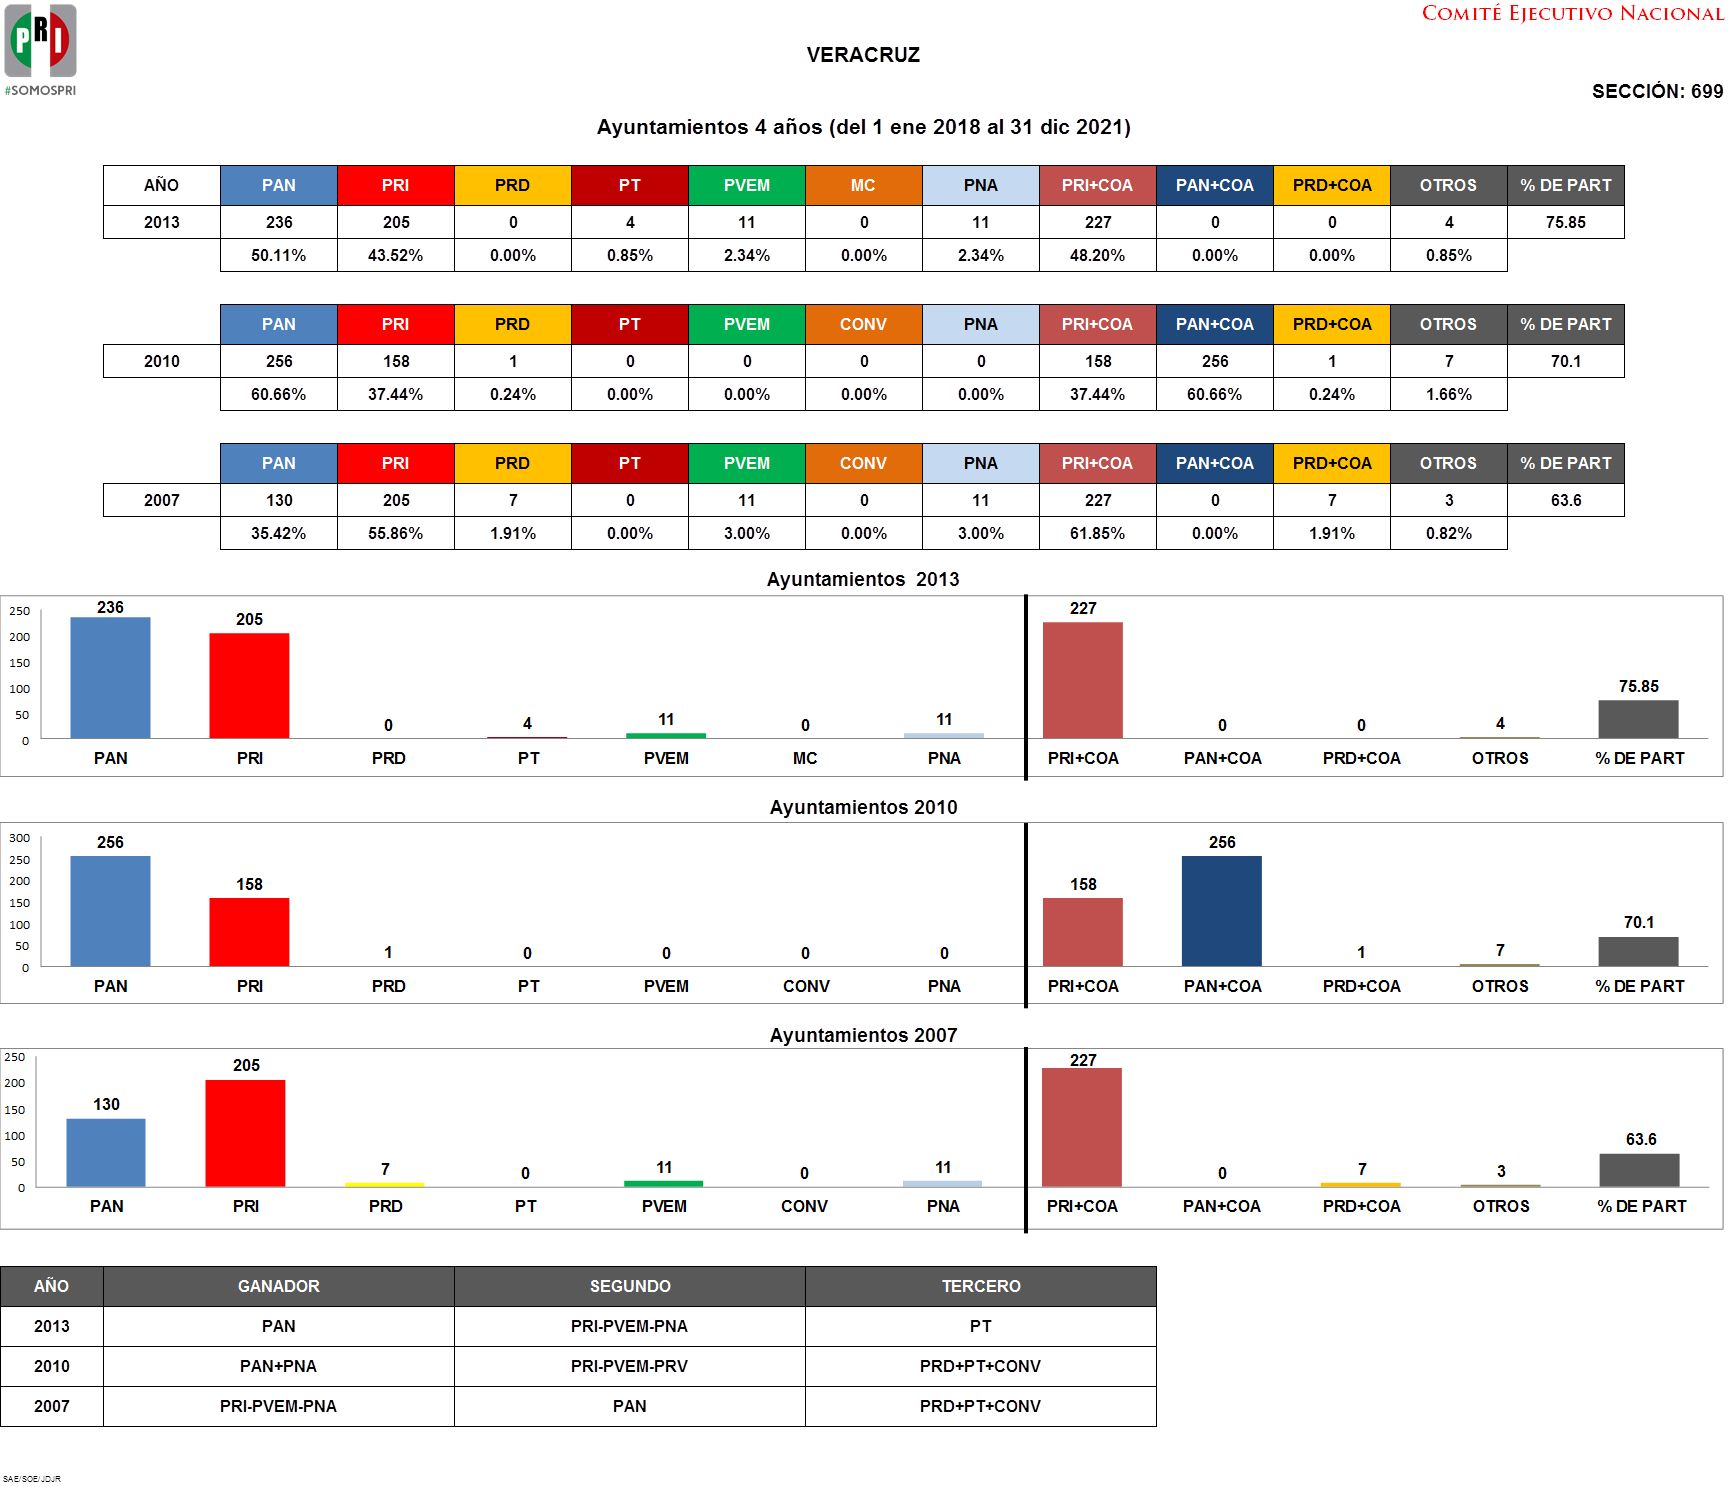 COMITÉ EJECUTIVO NACIONAL
PRI
#SOMOSPRI
VERACRUZ
SECCIÓN: 699
Ayuntamientos 4 años (del 1 ene 2018 al 31 dic 2021)
AÑO PAN PRI PRD PT PVEM MC PNA PRI+COA PAN+COA PRD+COA OTROS % DE PART
2013 236 205 0 4 11 0 11 227 0 0 4 75.85
50.11% 43.52% 0.00% 0.85% 2.34% 0.00% 2.34% 48.20% 0.00% 0.00% 0.85%
PAN PRI PRD PT PVEM CONV PNA PRI+COA PAN+COA PRD+COA OTROS % DE PART
2010 256 158 1 0 0 0 0 158 256 1 7 70.1
60.66% 37.44% 0.24% 0.00% 0.00% 0.00% 0.00% 37.44% 60.66% 0.24% 1.66%
PAN PRI PRD PT PVEM CONV PNA PRI+COA PAN+COA PRD+COA OTROS % DE PART
2007 130 205 7 0 11 0 11 227 0 7 3 63.6
35.42% 55.86% 1.91% 0.00% 3.00% 0.00% 3.00% 61.85% 0.00% 1.91% 0.82%
Ayuntamientos 2013
250
200
150
100
50
0
236 205 0 4 11 0 11 227 0 0 4 75.85
PAN PRI PRD PT PVEM MC PNA PRI+COA PAN+COA PRD+COA OTROS % DE PART
Ayuntamientos 2010
300
250
200
150
100
50
0
256 158 1 0 0 0 0 158 256 1 7 70.1
PAN PRI PRD PT PVEM CONV PNA PRI+COA PAN+COA PRD+COA OTROS % DE PART
Ayuntamientos 2007
250
200
150
100
50
0
130 205 7 0 11 0 11 227 0 7 3 63.6
PAN PRI PRD PT PVEM CONV PNA PRI+COA PAN+COA PRD+COA OTROS % DE PART
AÑO GANADOR SEGUNDO TERCERO
2013 PAN PRI-PVEM-PNA PT
2010 PAN+PNA PRI-PVEM-PRV PRD+PT+CONV
2007 PRI-PVEM-PNA PAN PRD+PT+CONV
SAE/SOE/JDJR